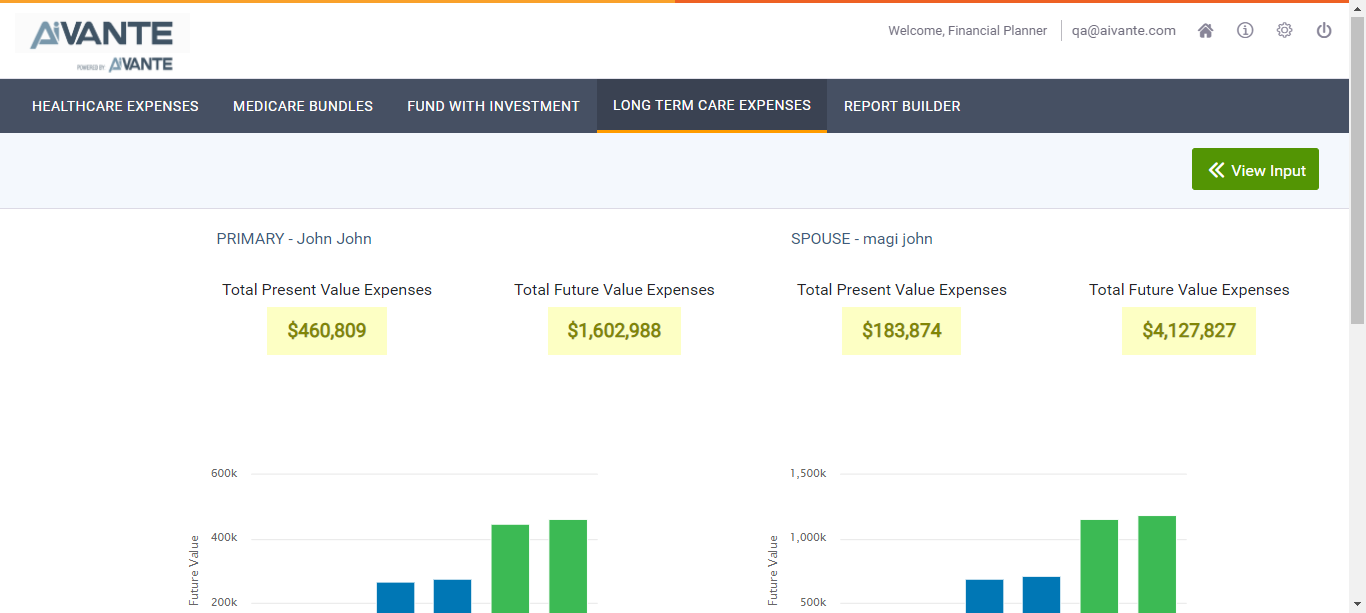 AiVANTE
POWERED BY AiVANTE
Welcome, Financial Planner
qa@aivante.com
HEALTHCARE EXPENSES
MEDICARE BUNDLES
FUND WITH INVESTMENT
LONG TERM CARE EXPENSES
REPORT BUILDER
View Input
PRIMARY - John John
SPOUSE - magi john
Total Present Value Expenses
Total Future Value Expenses
Total Present Value Expenses
Total Future Value Expenses
$460,809
$1,602,988
$183,874
$4,127,827
600k
400k
200k
Future Value
1,500k
1,000k
500k
Future Value